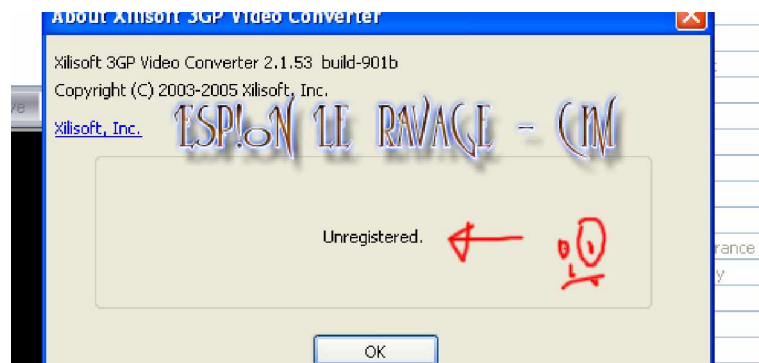 About Xilisoft 3GP Video Converter
Xilisoft 3GP Video Converter 2.1.53 build-901b
Copyright (C) 2003-2005 Xilisoft, Inc.
Xilisoft, Inc.
ESP!oN LE RAVAGE - CIM
Unregistered.
rance
y
OK